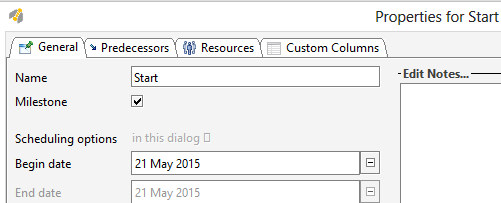 Properties for Start
General Predecessors Resources Custom Columns
Name Start
Edit Notes...
Milestone
Scheduling options in this dialog
Begin date 21 May 2015
End date 21 May 2015